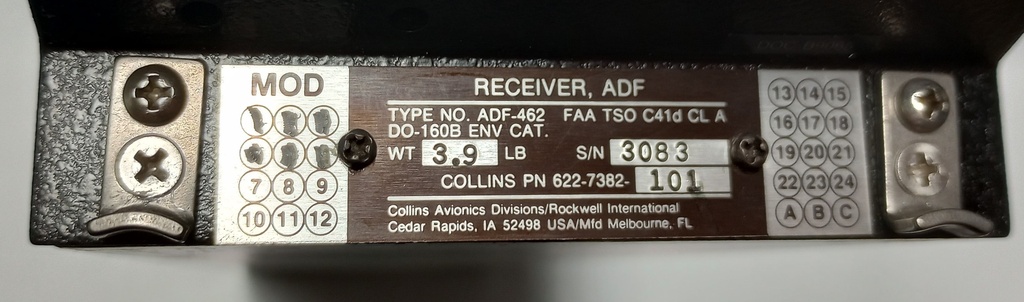 MOD
7 8 9
10 11 12
RECEIVER, ADF
TYPE NO. ADF-462 FAA TSO C41d CL A
DO-160B ENV CAT.
WT 3.9 LB S/N 3083
COLLINS PN 622-7382-101
Collins Avionics Divisions/Rockwell International
Cedar Rapids, IA 52498 USA/Mfd Melbourne, FL
13 14 15
16 17 18
19 20 21
22 23 24
A B C